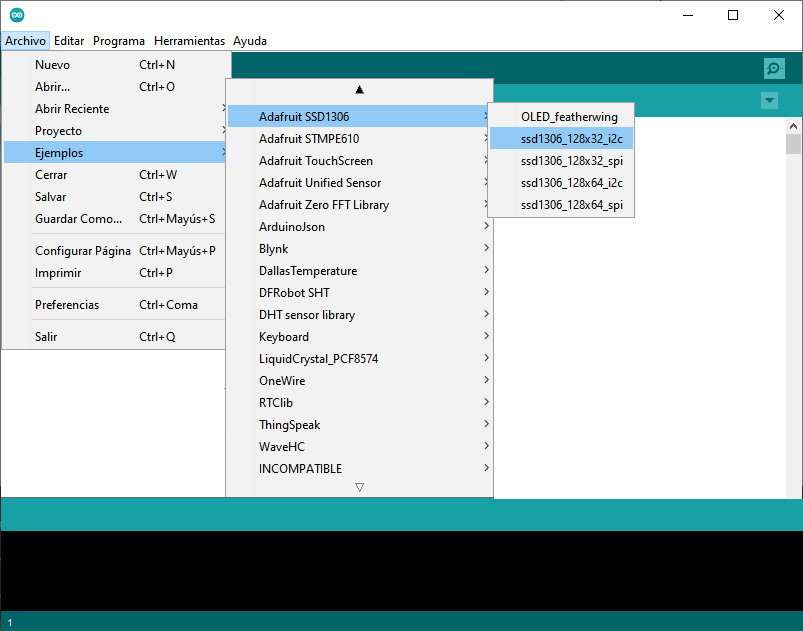 Archivo Editar Programa Herramientas Ayuda
Nuevo Ctrl+N
Abrir... Ctrl+O
Abrir Reciente
Proyecto
Ejemplos
Cerrar Ctrl+W
Salvar Ctrl+S
Guardar Como... Ctrl+Mayús+S
Configurar Página Ctrl+Mayús+P
Imprimir Ctrl+P
Preferencias Ctrl+Coma
Salir Ctrl+Q
Adafruit SSD1306
Adafruit STMPE610
Adafruit TouchScreen
Adafruit Unified Sensor
Adafruit Zero FFT Library
ArduinoJson
Blynk
DallasTemperature
DFRobot SHT
DHT sensor library
Keyboard
LiquidCrystal_PCF8574
OneWire
RTClib
ThingSpeak
WaveHC
INCOMPATIBLE
OLED_featherwing
ssd1306_128x32_i2c
ssd1306_128x32_spi
ssd1306_128x64_i2c
ssd1306_128x64_spi
1